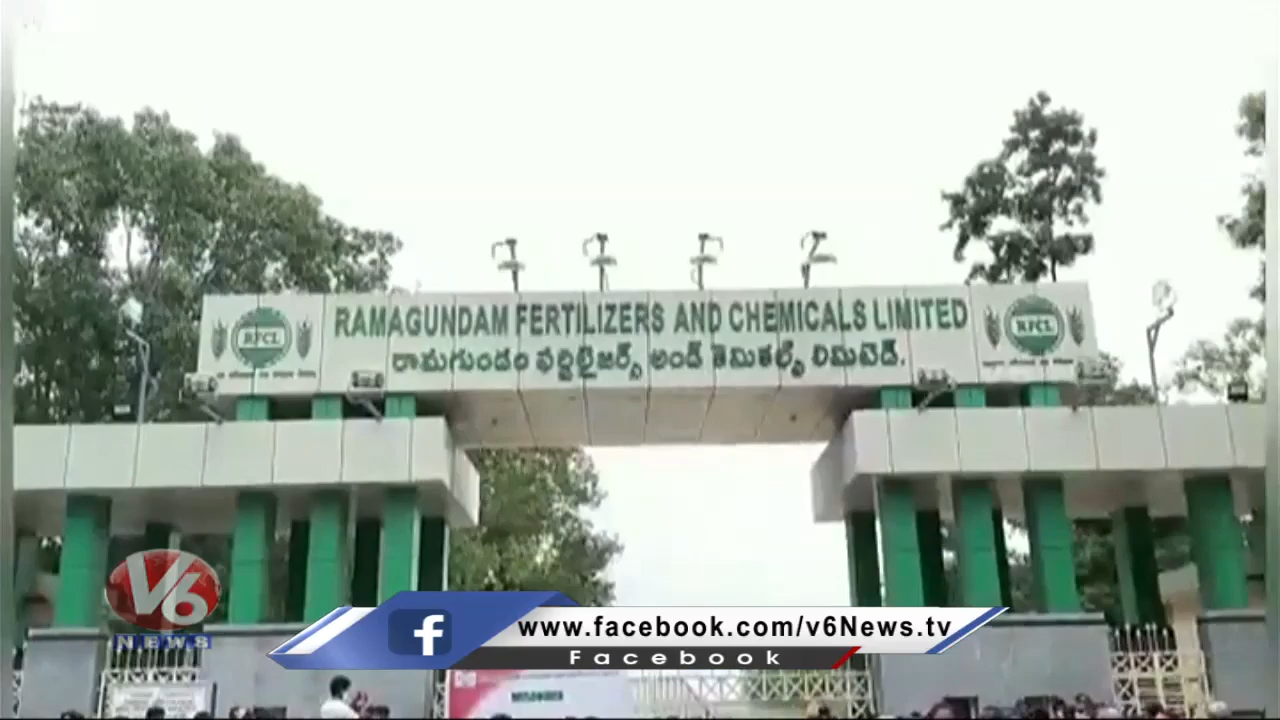 RAMAGUNDAM FERTILIZERS AND CHEMICALS LIMITED
రామగుండం ఫర్టిలైజర్స్ అండ్ కెమికల్స్ లిమిటెడ్.
RFCL
RFCL
V6
NEWS
www.facebook.com/v6News.tv
Facebook